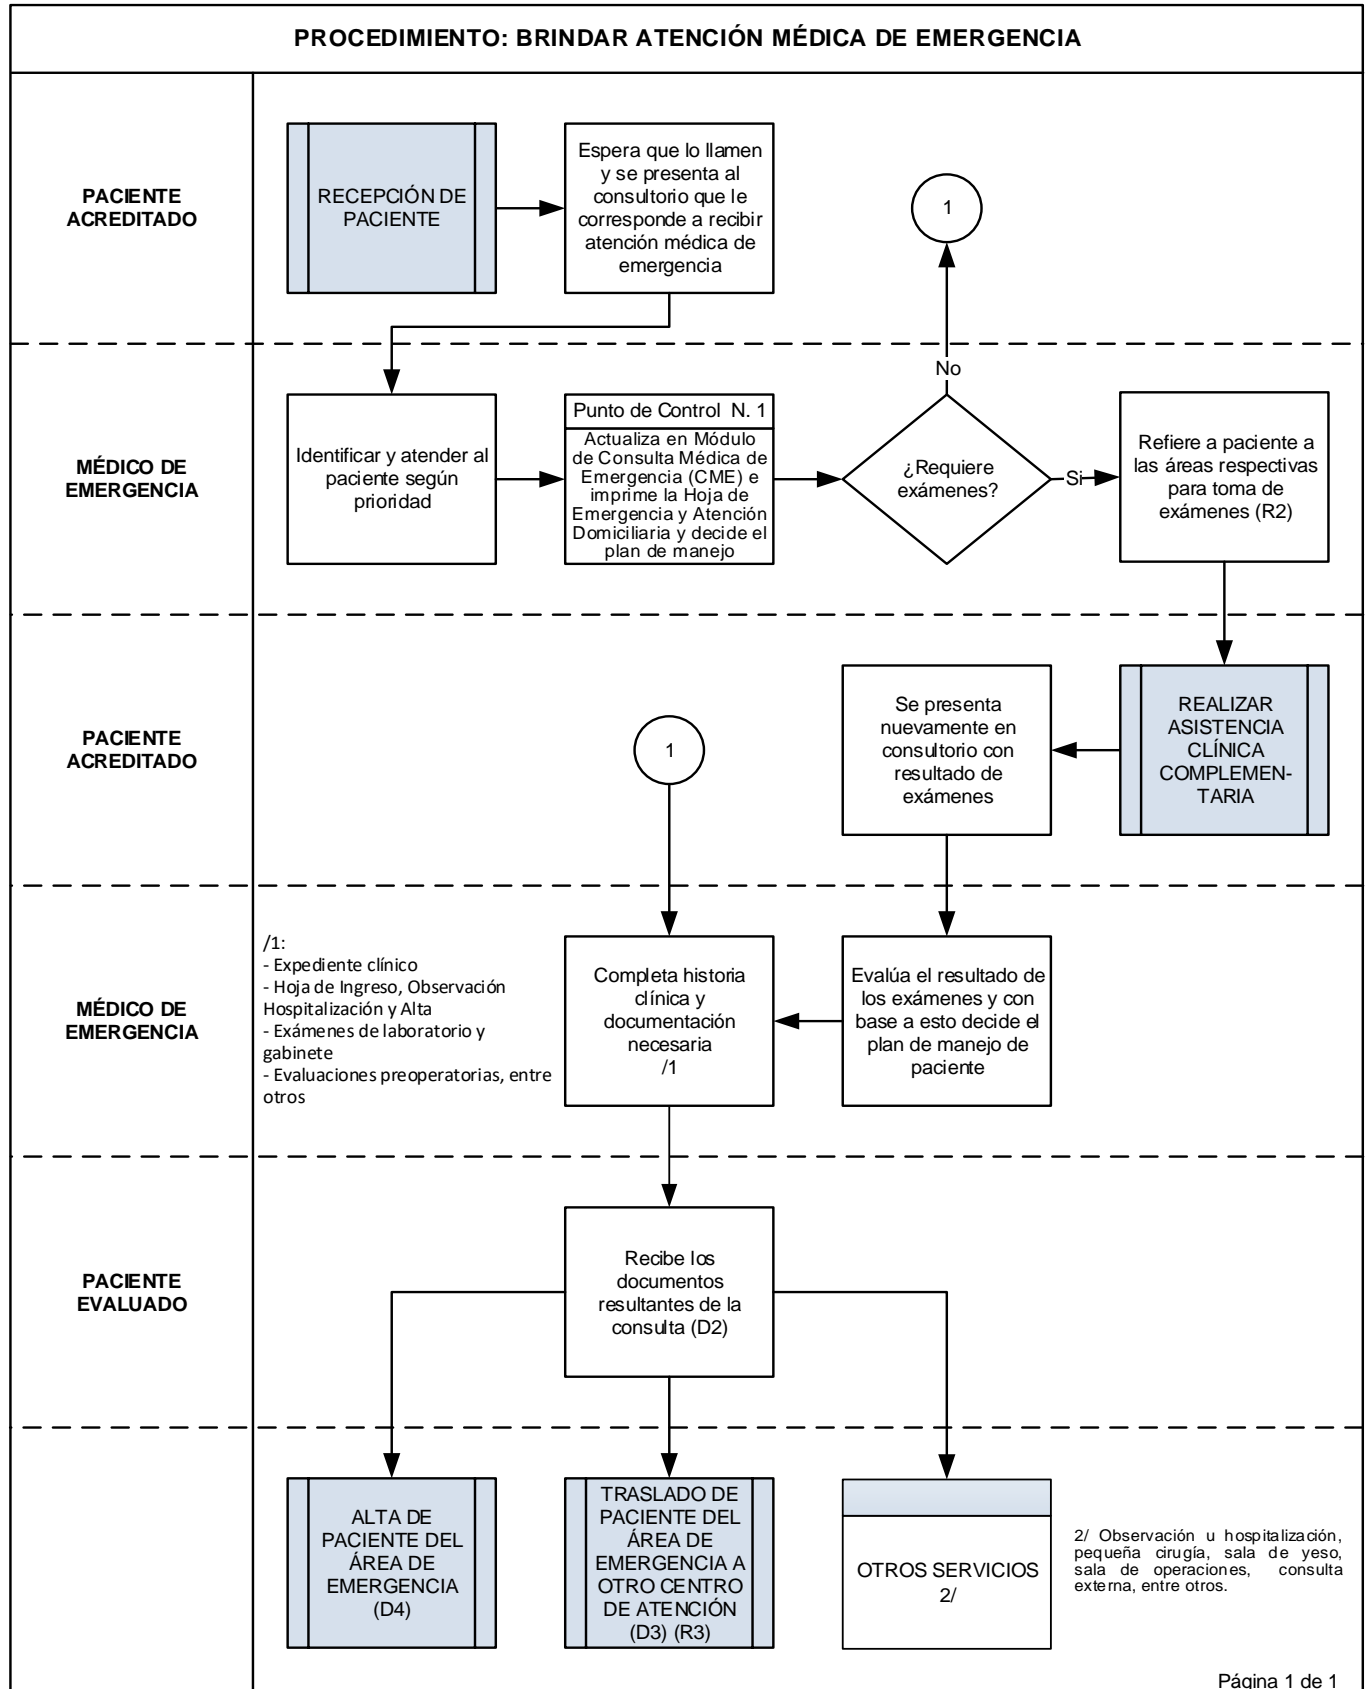 PROCEDIMIENTO: BRINDAR ATENCIÓN MÉDICA DE EMERGENCIA
PACIENTE
ACREDITADO
RECEPCIÓN DE
PACIENTE
Espera que lo llamen
y se presenta al
consultorio que le
corresponde a recibir
atención médica de
emergencia
1
MÉDICO DE
EMERGENCIA
Identificar y atender al
paciente según
prioridad
Punto de Control N. 1
Actualiza en Módulo
de Consulta Médica de
Emergencia (CME) e
imprime la Hoja de
Emergencia y Atención
Domiciliaria y decide el
plan de manejo
No
¿Requiere
exámenes?
Si
Refiere a paciente a
las áreas respectivas
para toma de
exámenes (R2)
PACIENTE
ACREDITADO
1
Se presenta
nuevamente en
consultorio con
resultado de
exámenes
REALIZAR
ASISTENCIA
CLÍNICA
COMPLEMEN-
TARIA
MÉDICO DE
EMERGENCIA
/1:
- Expediente clínico
- Hoja de Ingreso, Observación
Hospitalización y Alta
- Exámenes de laboratorio y
gabinete
- Evaluaciones preoperatorias, entre
otros
Completa historia
clínica y
documentación
necesaria
/1
Evalúa el resultado de
los exámenes y con
base a esto decide el
plan de manejo de
paciente
PACIENTE
EVALUADO
Recibe los
documentos
resultantes de la
consulta (D2)
ALTA DE
PACIENTE DEL
ÁREA DE
EMERGENCIA
(D4)
TRASLADO DE
PACIENTE DEL
ÁREA DE
EMERGENCIA A
OTRO CENTRO
DE ATENCIÓN
(D3) (R3)
OTROS SERVICIOS
2/
2/ Observación u hospitalización,
pequeña cirugía, sala de yeso,
sala de operaciones, consulta
externa, entre otros.
Página 1 de 1